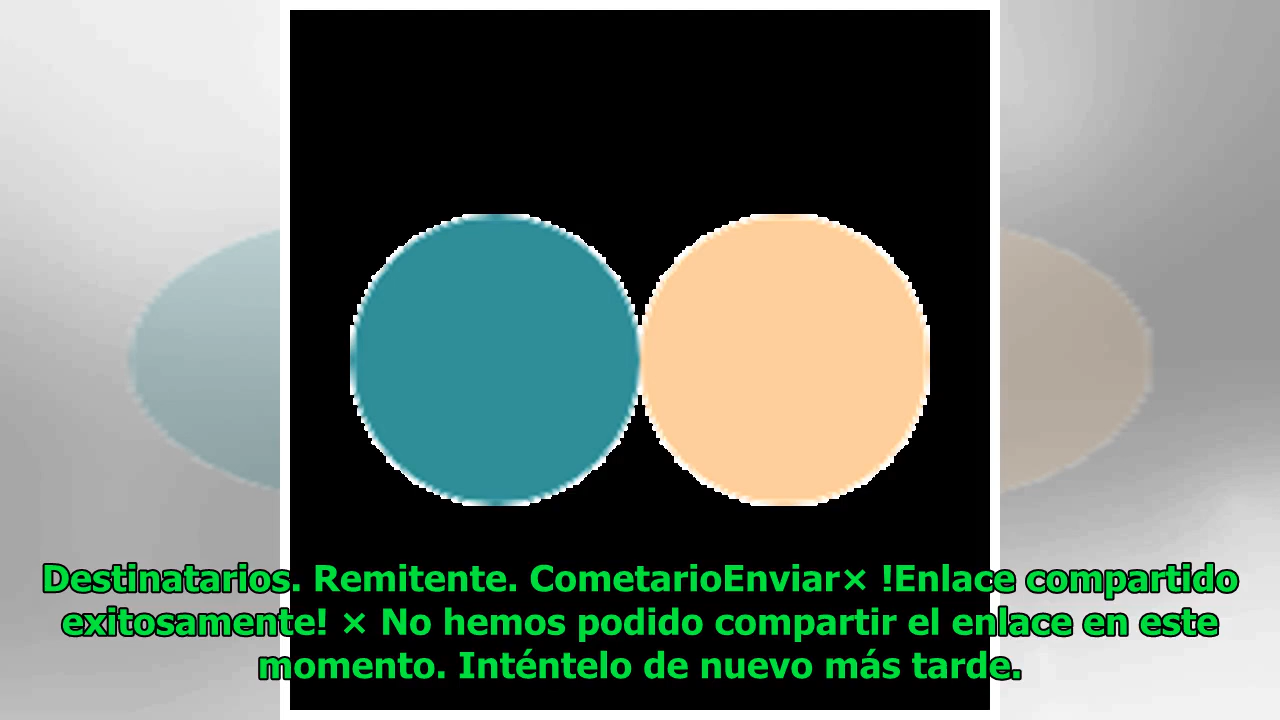 Destinatarios. Remitente. CometarioEnviar× !Enlace compartido
exitosamente! × No hemos podido compartir el enlace en este
momento. Inténtelo de nuevo más tarde.